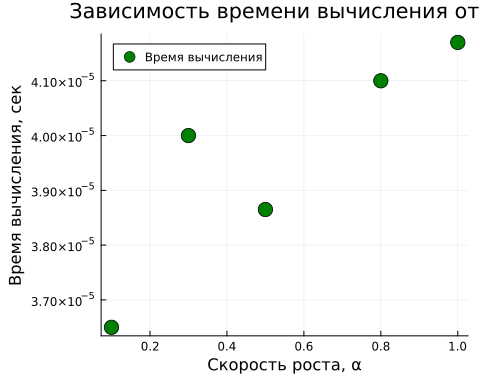 Зависимость времени вычисления от
Время вычисления
Время вычисления, сек
4.10×10⁻⁵
4.00×10⁻⁵
3.90×10⁻⁵
3.80×10⁻⁵
3.70×10⁻⁵
0.2 0.4 0.6 0.8 1.0
Скорость роста, α